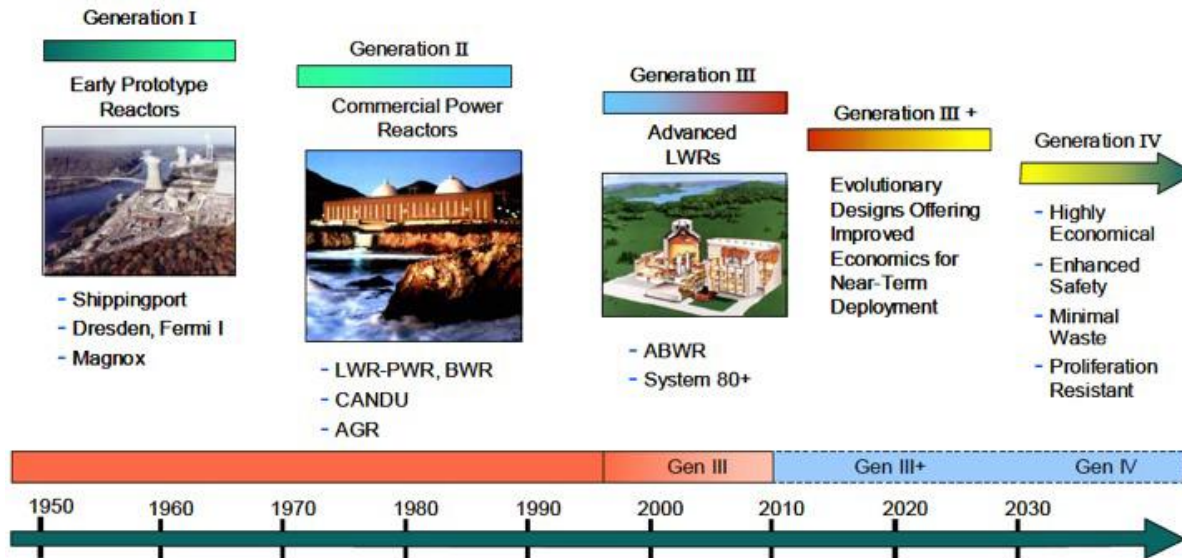 Generation I
Early Prototype
Reactors
- Shippingport
- Dresden, Fermi I
- Magnox
Generation II
Commercial Power
Reactors
- LWR-PWR, BWR
- CANDU
- AGR
Generation III
Advanced
LWRs
- ABWR
- System 80+
Generation III +
Evolutionary
Designs Offering
Improved
Economics for
Near-Term
Deployment
Generation IV
- Highly
Economical
- Enhanced
Safety
- Minimal
Waste
- Proliferation
Resistant
Gen III
Gen III+
Gen IV
1950
1960
1970
1980
1990
2000
2010
2020
2030